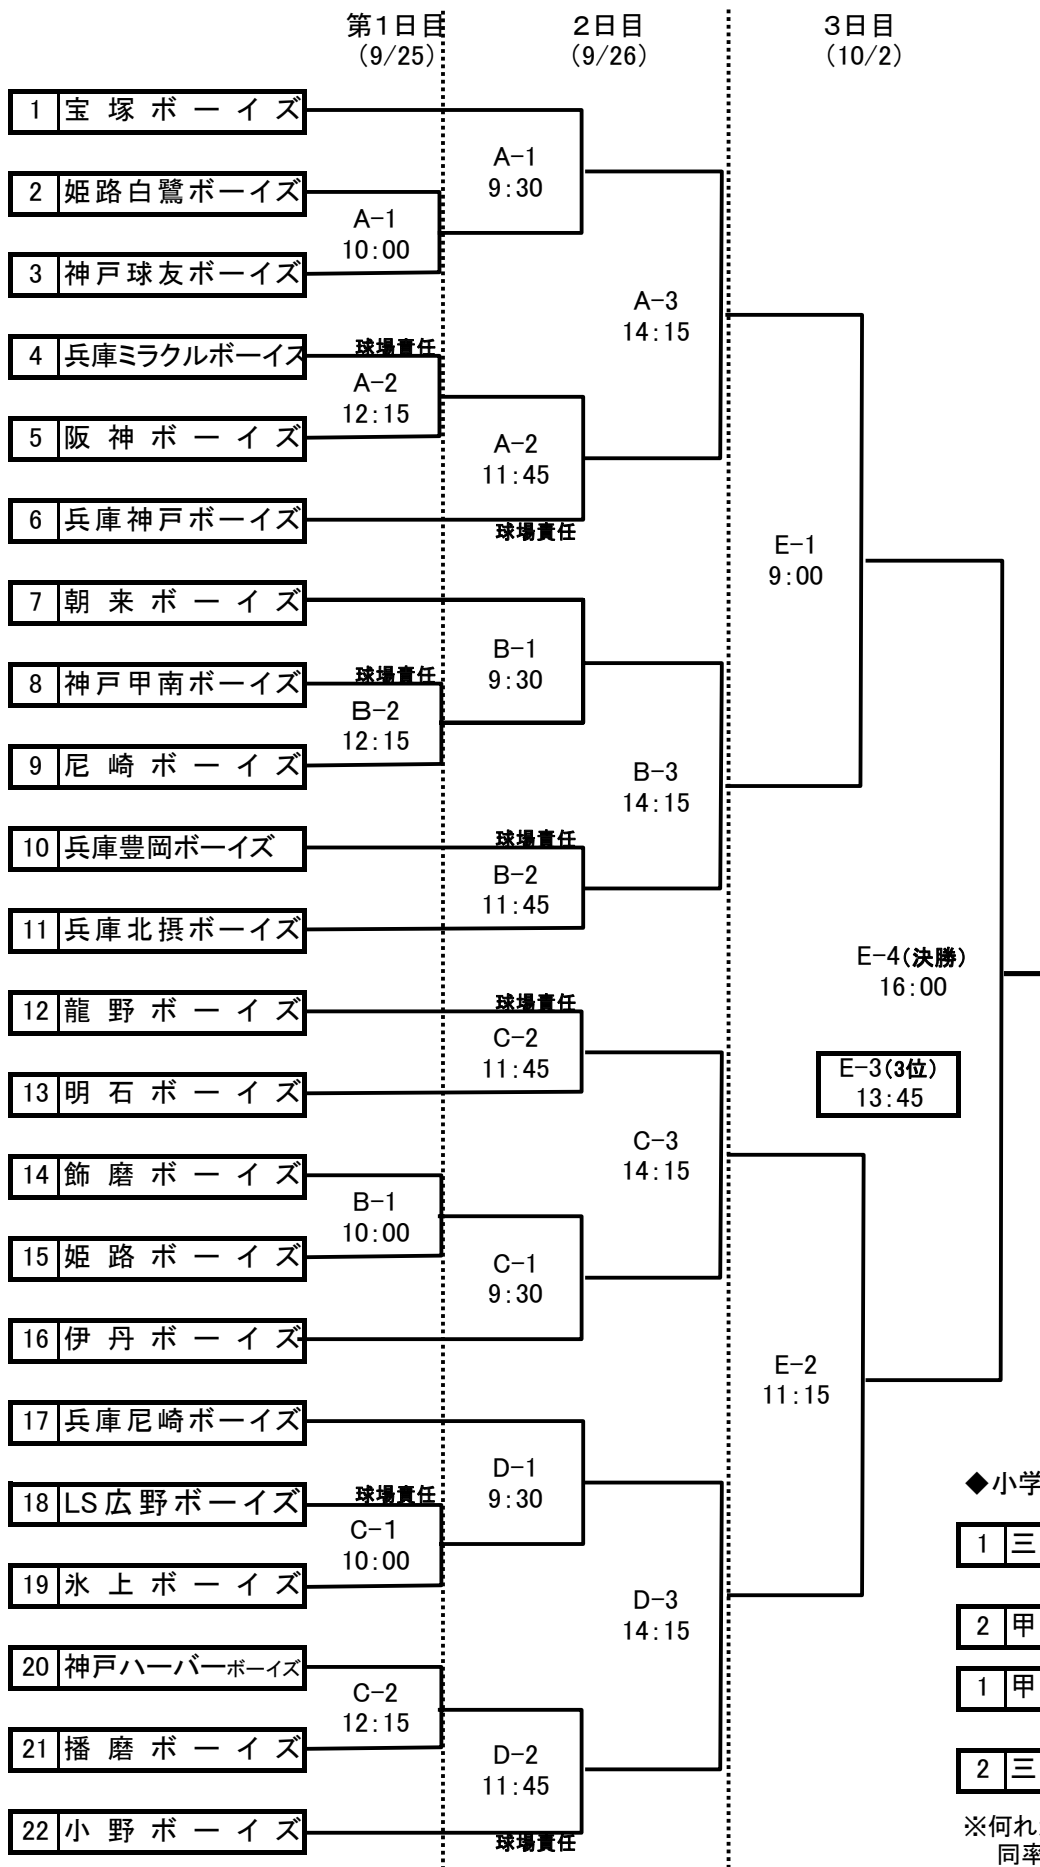 第１日目
２日目
３日目
(9/25)
(9/26)
(10/2)
1 宝塚ボーイズ
A-1
9:30
2 姫路白鷺ボーイズ
A-1
10:00
3 神戸球友ボーイズ
A-3
14:15
4 兵庫ミラクルボーイズ
球場責任
A-2
12:15
5 阪神ボーイズ
A-2
11:45
6 兵庫神戸ボーイズ
球場責任
E-1
9:00
7 朝来ボーイズ
B-1
9:30
8 神戸甲南ボーイズ
球場責任
B-2
12:15
9 尼崎ボーイズ
B-3
14:15
10 兵庫豊岡ボーイズ
球場責任
B-2
11:45
11 兵庫北摂ボーイズ
E-4(決勝)
16:00
12 龍野ボーイズ
球場責任
C-2
11:45
13 明石ボーイズ
E-3(3位)
13:45
C-3
14:15
14 飾磨ボーイズ
B-1
10:00
15 姫路ボーイズ
C-1
9:30
16 伊丹ボーイズ
E-2
11:15
17 兵庫尼崎ボーイズ
D-1
9:30
18 LS広野ボーイズ
球場責任
C-1
10:00
19 氷上ボーイズ
D-3
14:15
20 神戸ハーバーボーイズ
C-2
12:15
21 播磨ボーイズ
D-2
11:45
22 小野ボーイズ
球場責任
◆小学
1 三
2 甲
1 甲
2 三
※何れ
同率